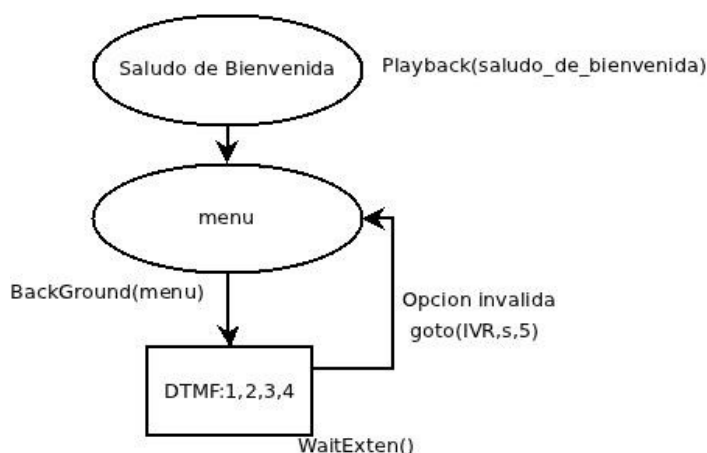 Saludo de Bienvenida
Playback(saludo_de_bienvenida)
menu
BackGround(menu)
Opcion invalida
goto(IVR,s,5)
DTMF:1,2,3,4
WaitExten()